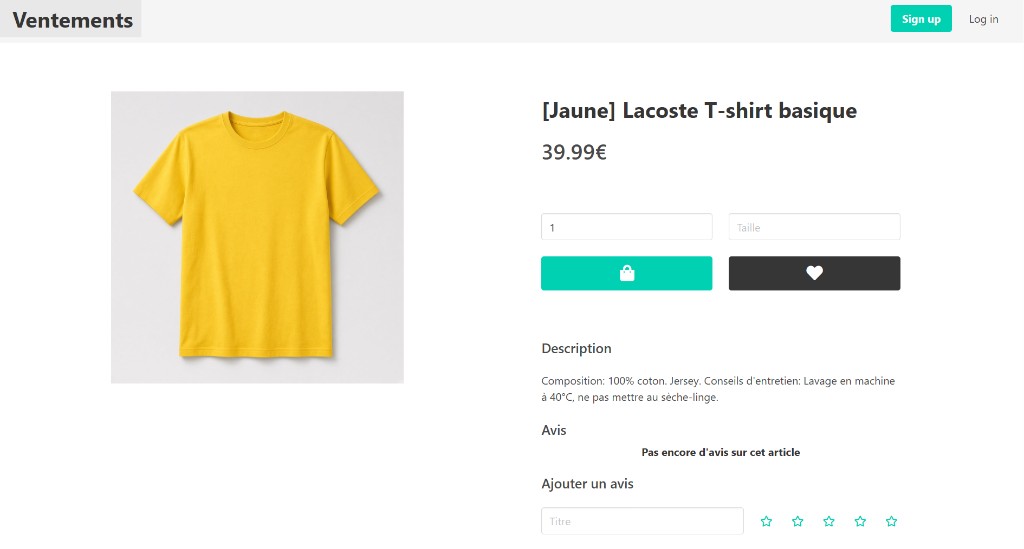 Ventements
Sign up
Log in
[Jaune] Lacoste T-shirt basique
39.99€
1
Taille
Description
Composition: 100% coton. Jersey. Conseils d'entretien: Lavage en machine
à 40°C, ne pas mettre au sèche-linge.
Avis
Pas encore d'avis sur cet article
Ajouter un avis
Titre